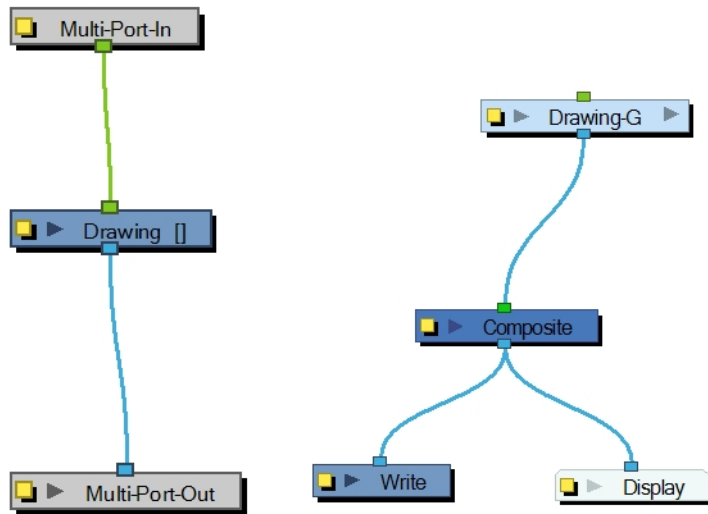 Multi-Port-In
Drawing-G
Drawing []
Composite
Write
Display
Multi-Port-Out